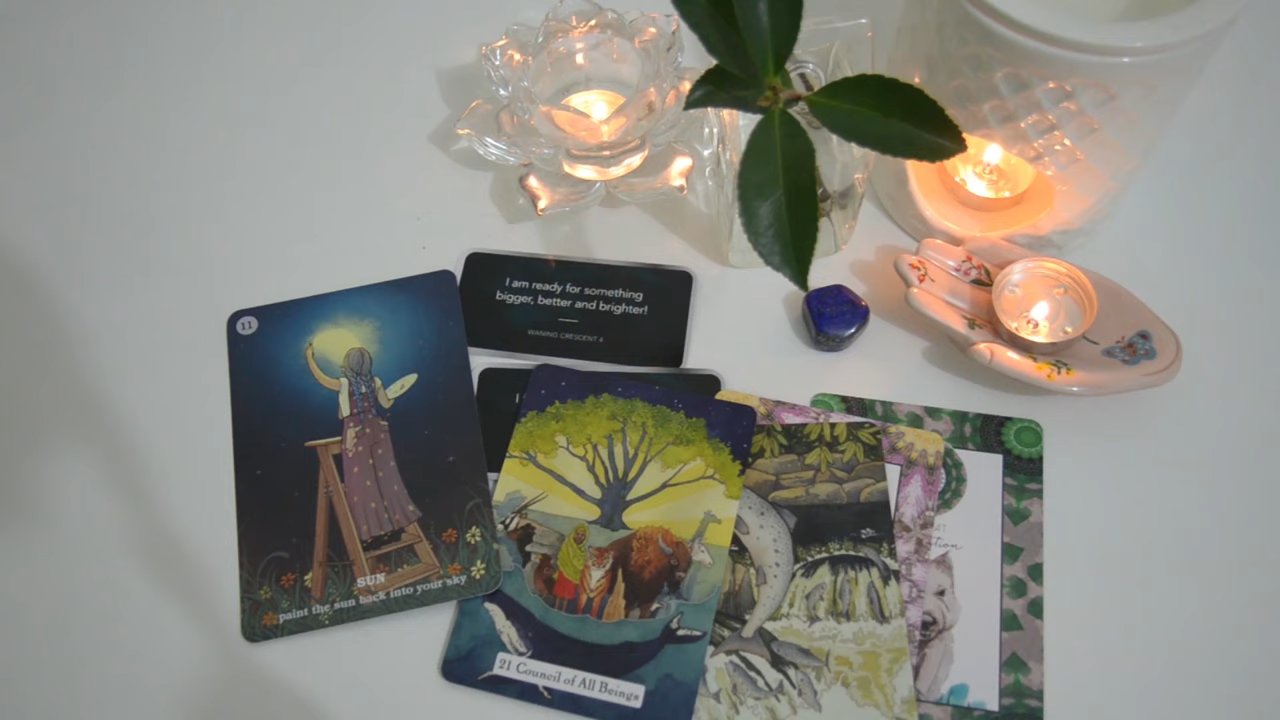 I am ready for something
bigger, better and brighter!
WANING CRESCENT 4
11
SUN
paint the sun back into your sky
I
21 Council of All Beings